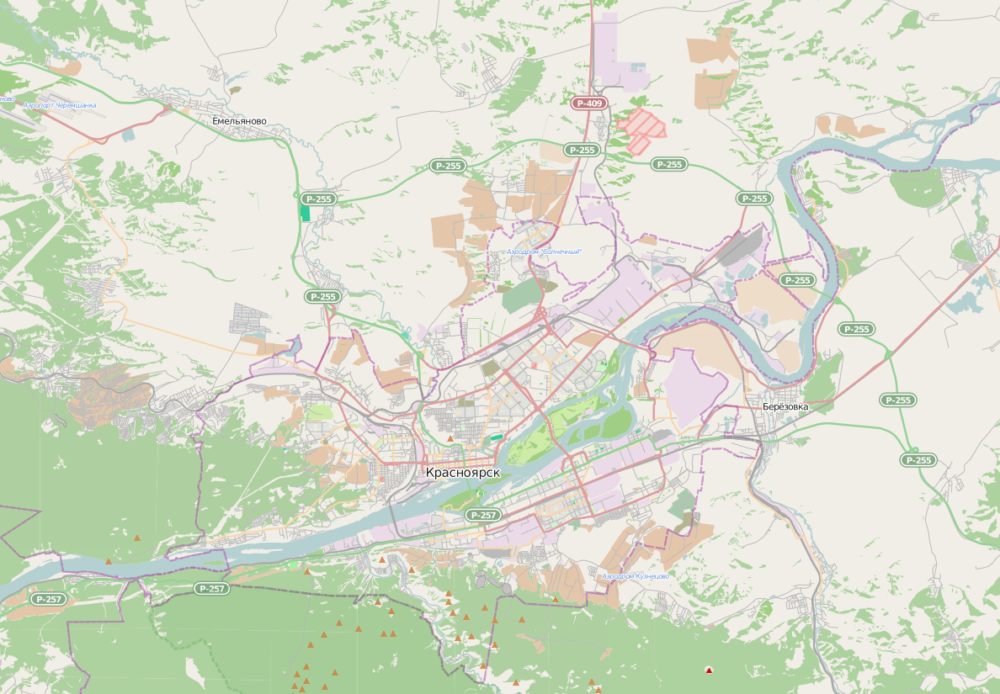 Р-409
ново
Аэропорт Черемшанка
Емельяново
Р-255
Р-255
Р-255
Р-255
Р-255
Аэродром "Солнечный"
Р-255
Р-255
Р-255
Р-255
Берёзовка
Р-255
Красноярск
Р-257
Аэродром Кузнецово
Р-257
Р-257